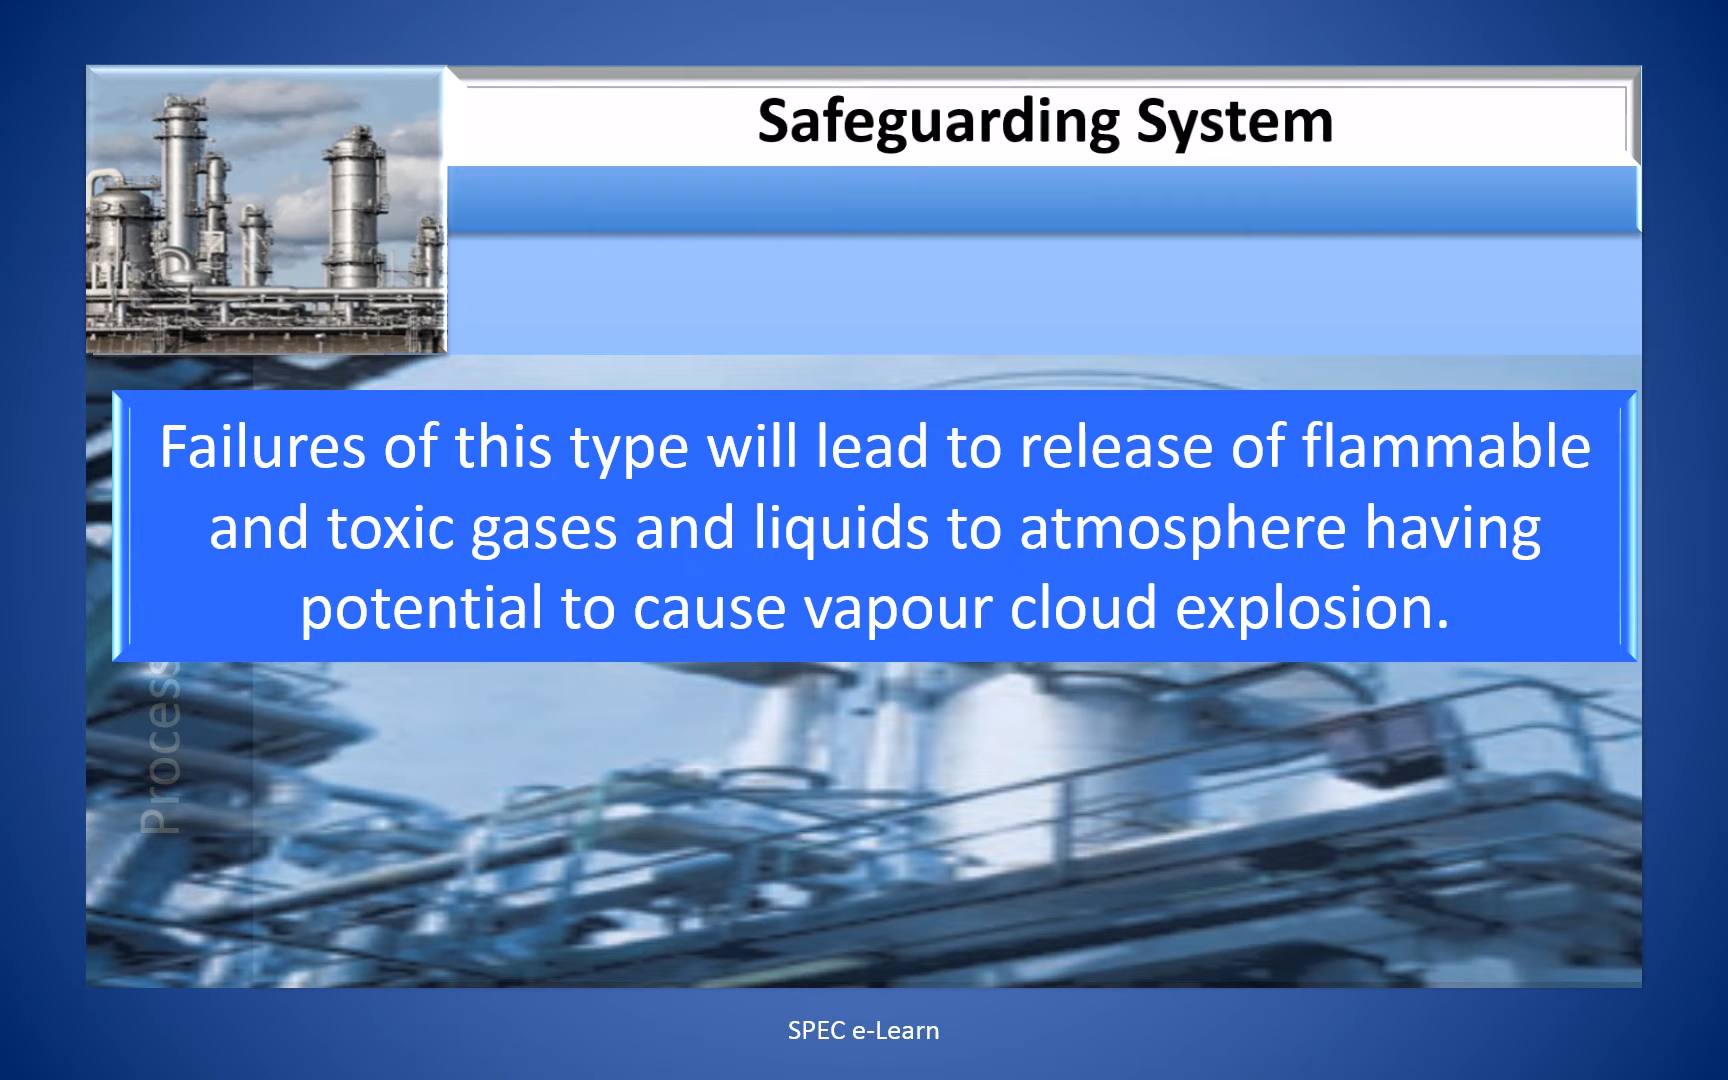 Safeguarding System
Failures of this type will lead to release of flammable
and toxic gases and liquids to atmosphere having
potential to cause vapour cloud explosion.
Process
SPEC e-Learn